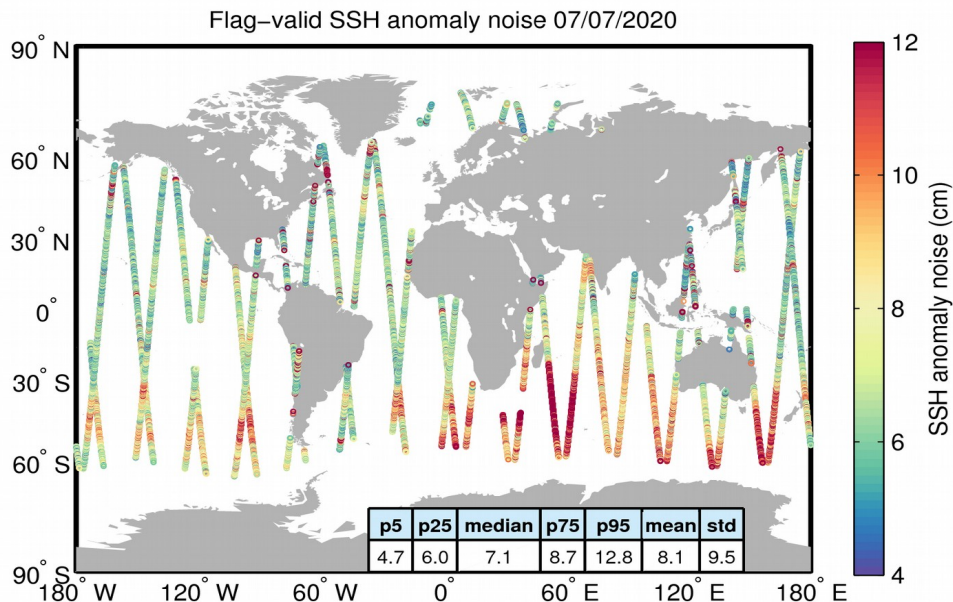 Flag−valid SSH anomaly noise 07/07/2020
90° N
60° N
30° N
0°
30° S
60° S
90° S
180° W
120° W
60° W
0°
60° E
120° E
180° E
p5 p25 median p75 p95 mean std
4.7 6.0 7.1 8.7 12.8 8.1 9.5
12
10
8
6
4
SSH anomaly noise (cm)